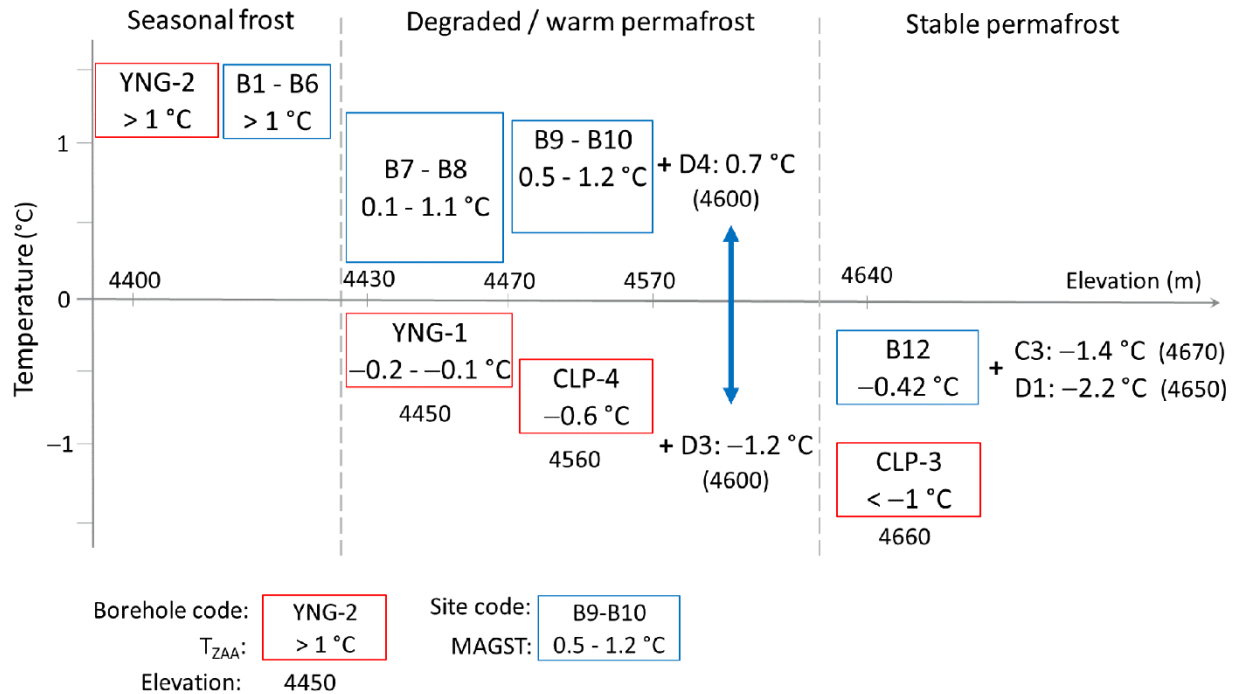 Seasonal frost
Degraded / warm permafrost
Stable permafrost
Temperature (°C)
1
0
−1
YNG-2
> 1 °C
B1 - B6
> 1 °C
B7 - B8
0.1 - 1.1 °C
B9 - B10
0.5 - 1.2 °C
+ D4: 0.7 °C
(4600)
4400
4430
4470
4570
4640
Elevation (m)
YNG-1
−0.2 - −0.1 °C
4450
CLP-4
−0.6 °C
4560
+ D3: −1.2 °C
(4600)
B12
−0.42 °C
+ C3: −1.4 °C (4670)
D1: −2.2 °C (4650)
CLP-3
< −1 °C
4660
Borehole code: YNG-2
TZAA: > 1 °C
Elevation: 4450
Site code: B9-B10
MAGST: 0.5 - 1.2 °C